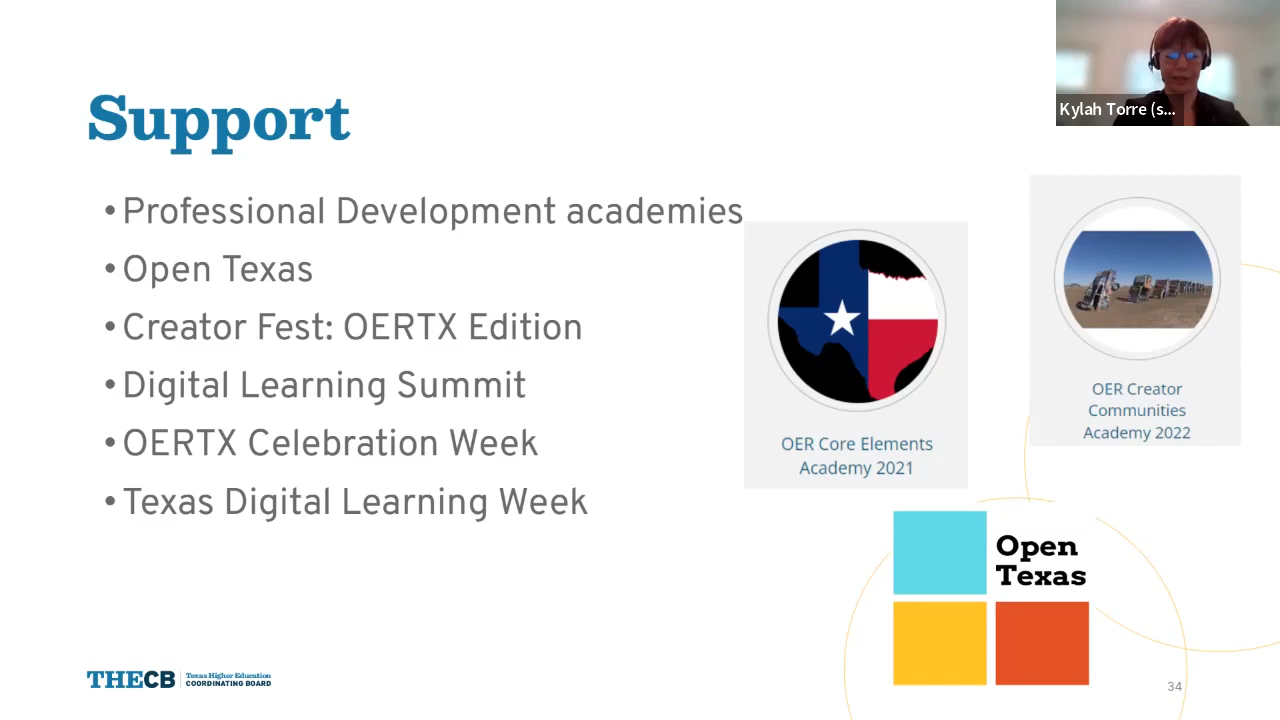 Kylah Torre (s...
Support
• Professional Development academies
• Open Texas
• Creator Fest: OERTX Edition
• Digital Learning Summit
• OERTX Celebration Week
• Texas Digital Learning Week
OER Core Elements
Academy 2021
OER Creator
Communities
Academy 2022
Open
Texas
THECB
Texas Higher Education
COORDINATING BOARD
34